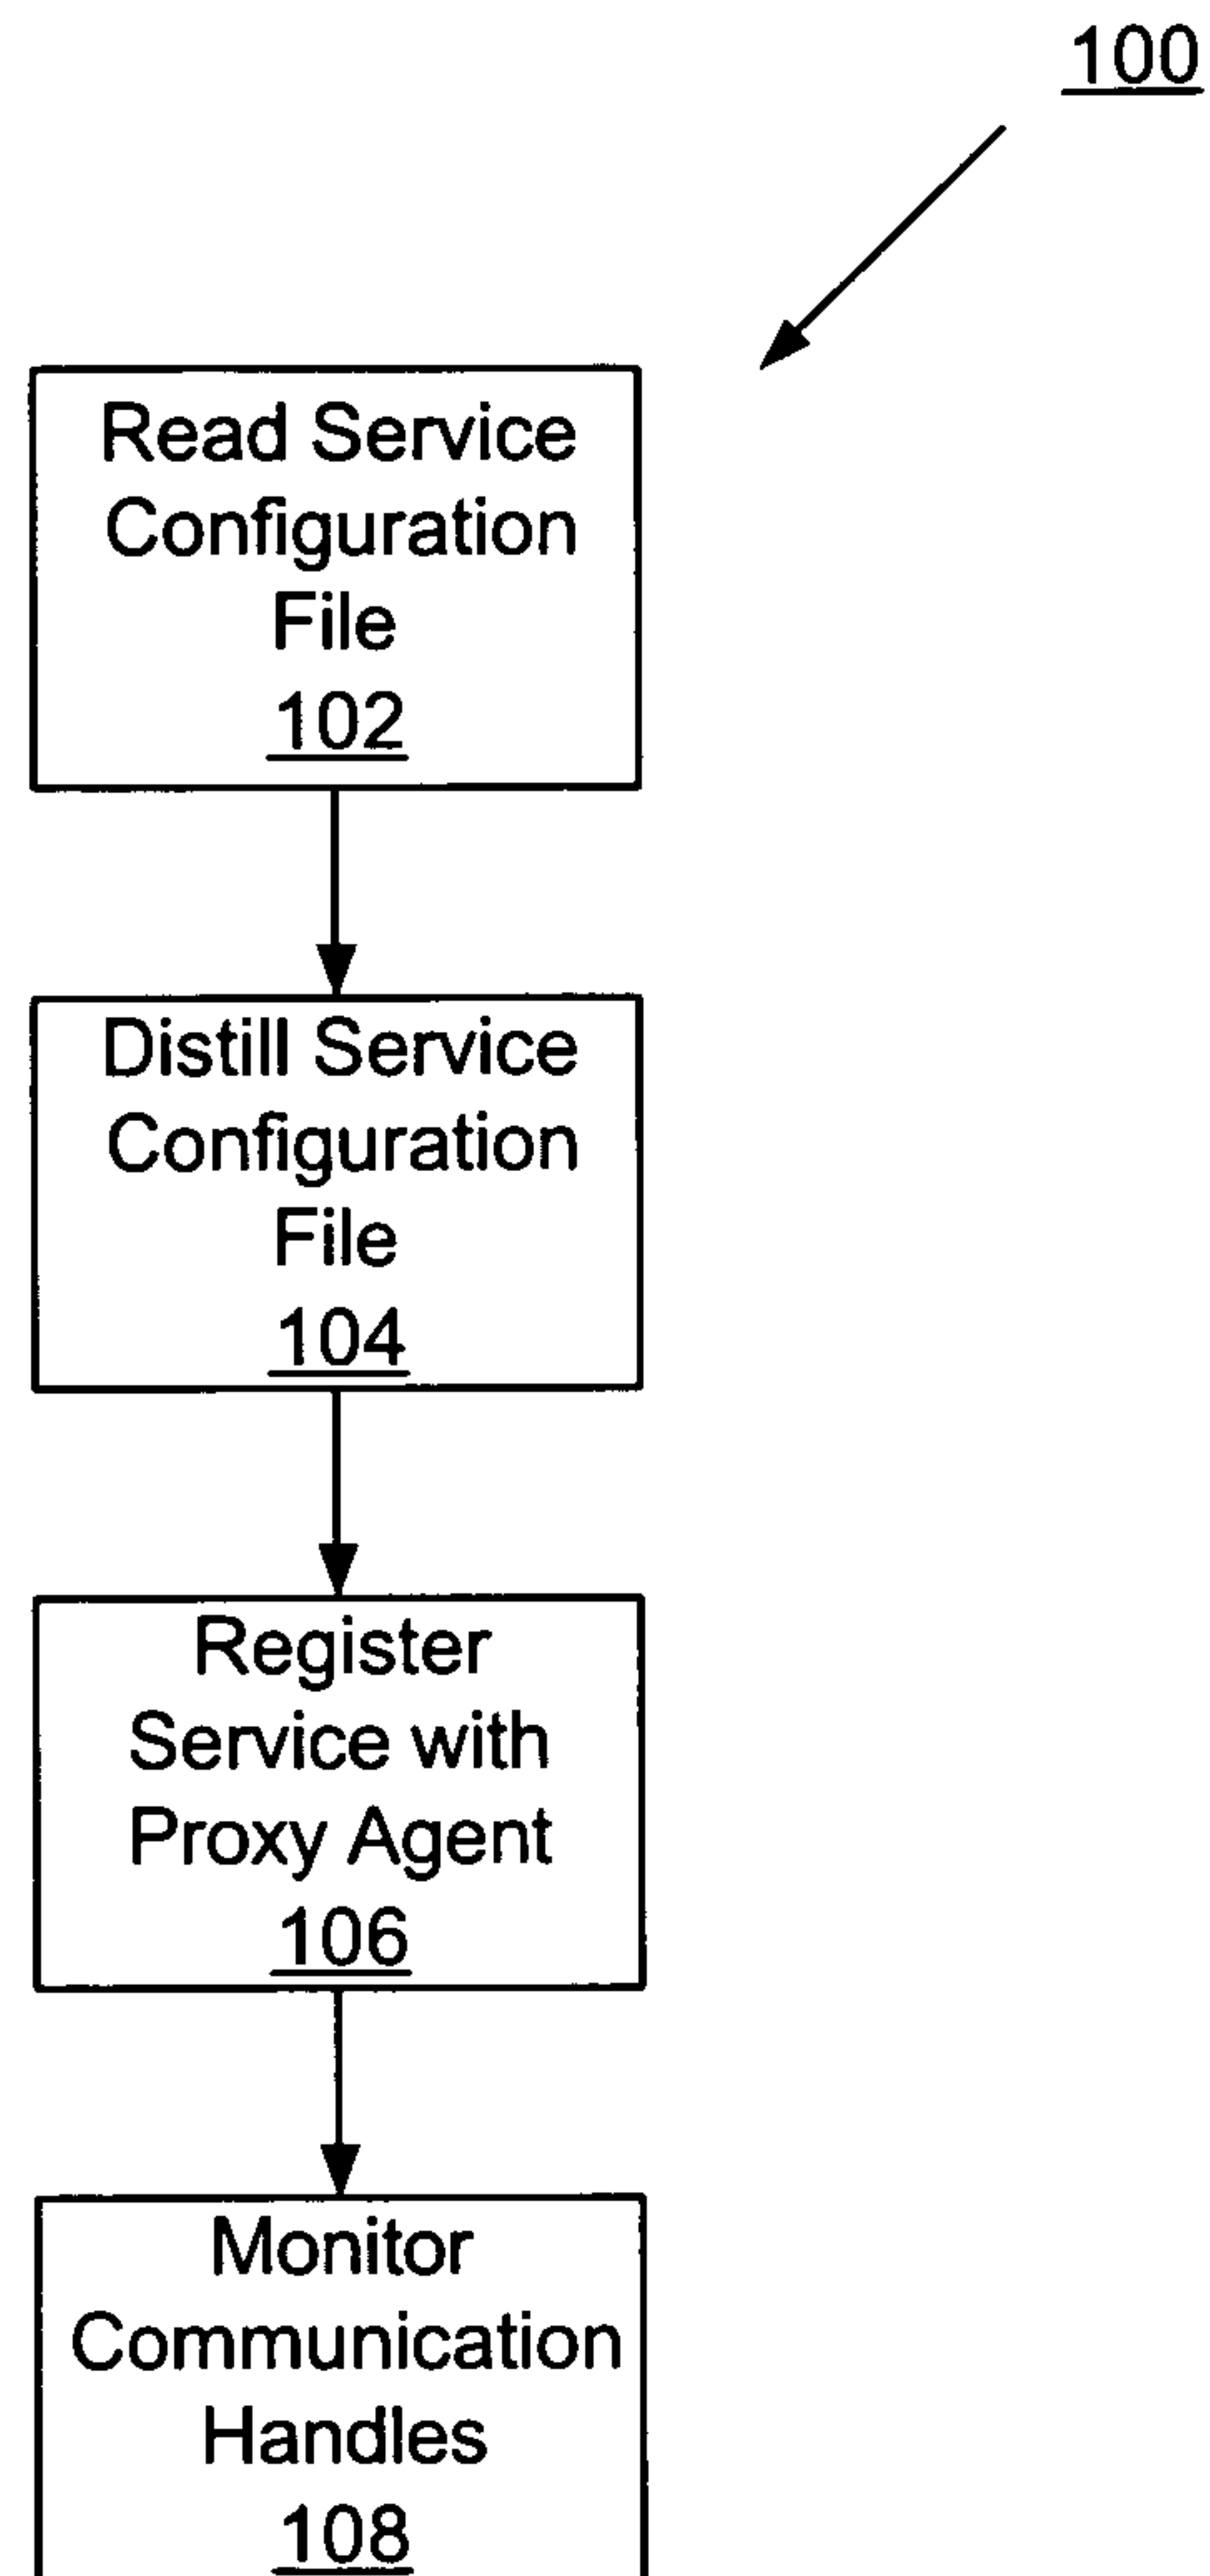 100
Read Service
Configuration
File
102
Distill Service
Configuration
File
104
Register
Service with
Proxy Agent
106
Monitor
Communication
Handles
108